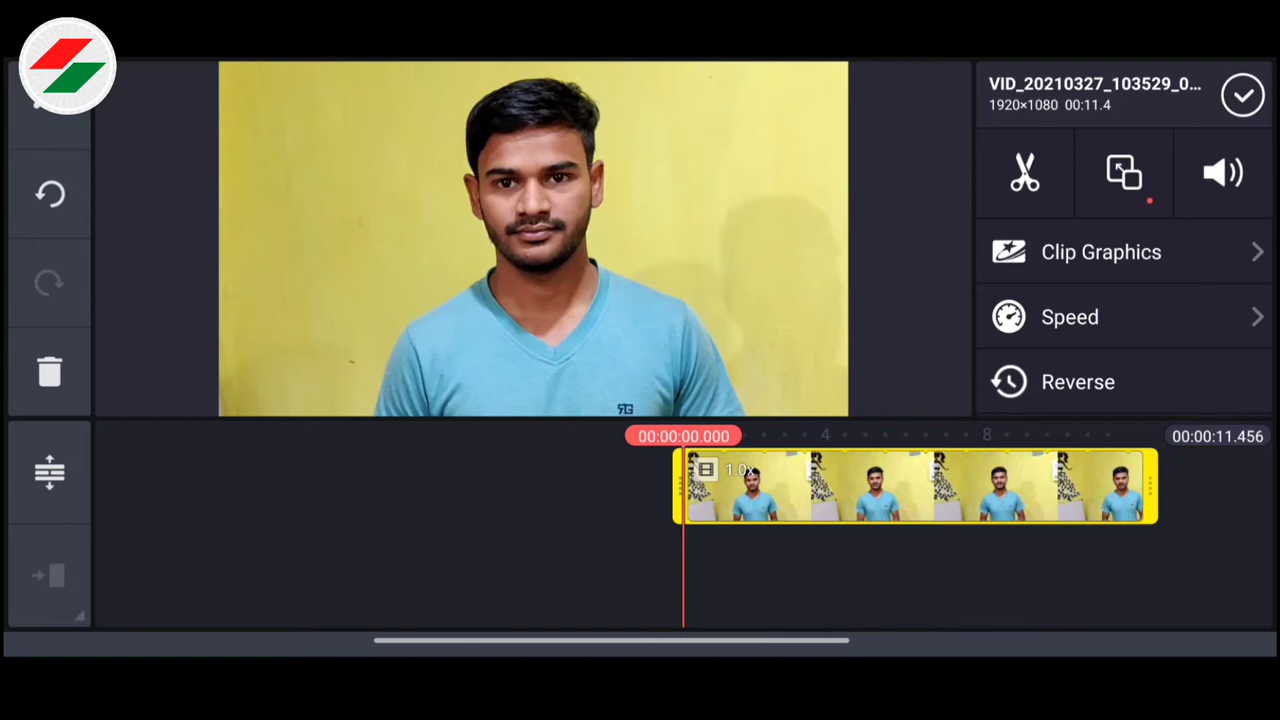 VID_20210327_103529_0...
1920×1080 00:11.4
Clip Graphics
Speed
Reverse
00:00:00.000
4
8
00:00:11.456
1.0x